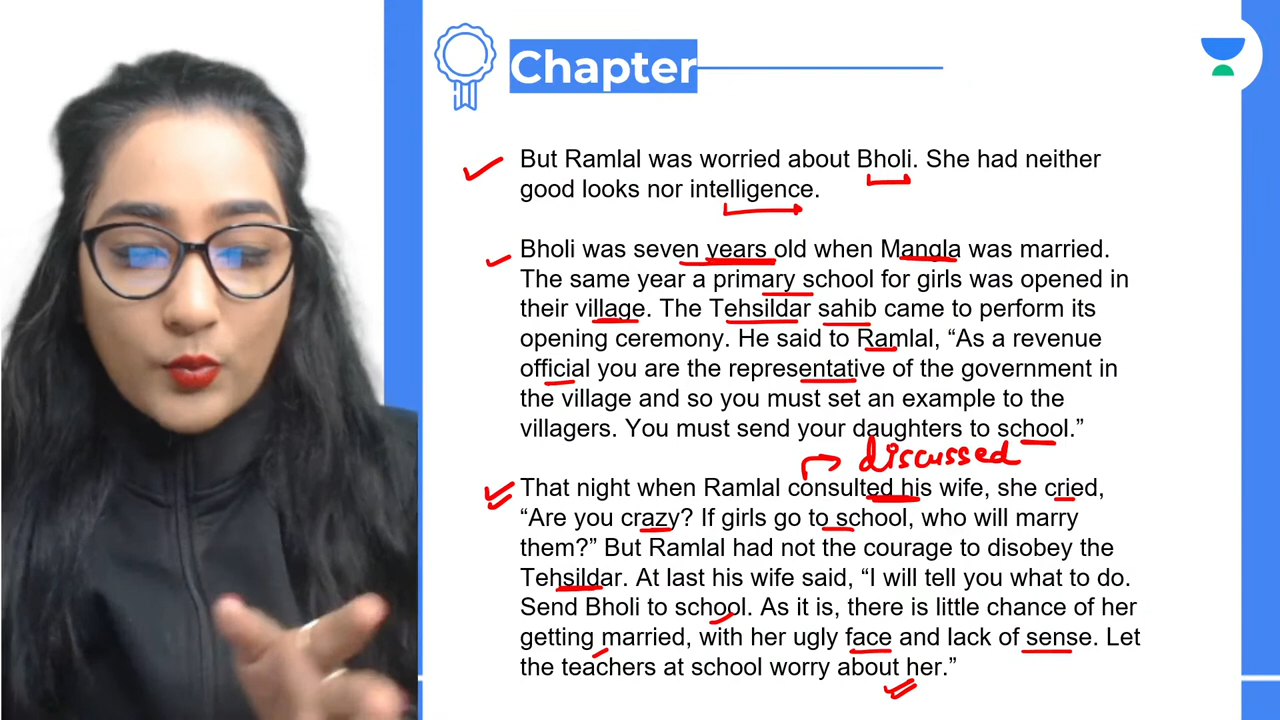 Chapter
But Ramlal was worried about Bholi. She had neither
good looks nor intelligence.
Bholi was seven years old when Mangla was married.
The same year a primary school for girls was opened in
their village. The Tehsildar sahib came to perform its
opening ceremony. He said to Ramlal, “As a revenue
official you are the representative of the government in
the village and so you must set an example to the
villagers. You must send your daughters to school.”
discussed
That night when Ramlal consulted his wife, she cried,
“Are you crazy? If girls go to school, who will marry
them?” But Ramlal had not the courage to disobey the
Tehsildar. At last his wife said, “I will tell you what to do.
Send Bholi to school. As it is, there is little chance of her
getting married, with her ugly face and lack of sense. Let
the teachers at school worry about her.”